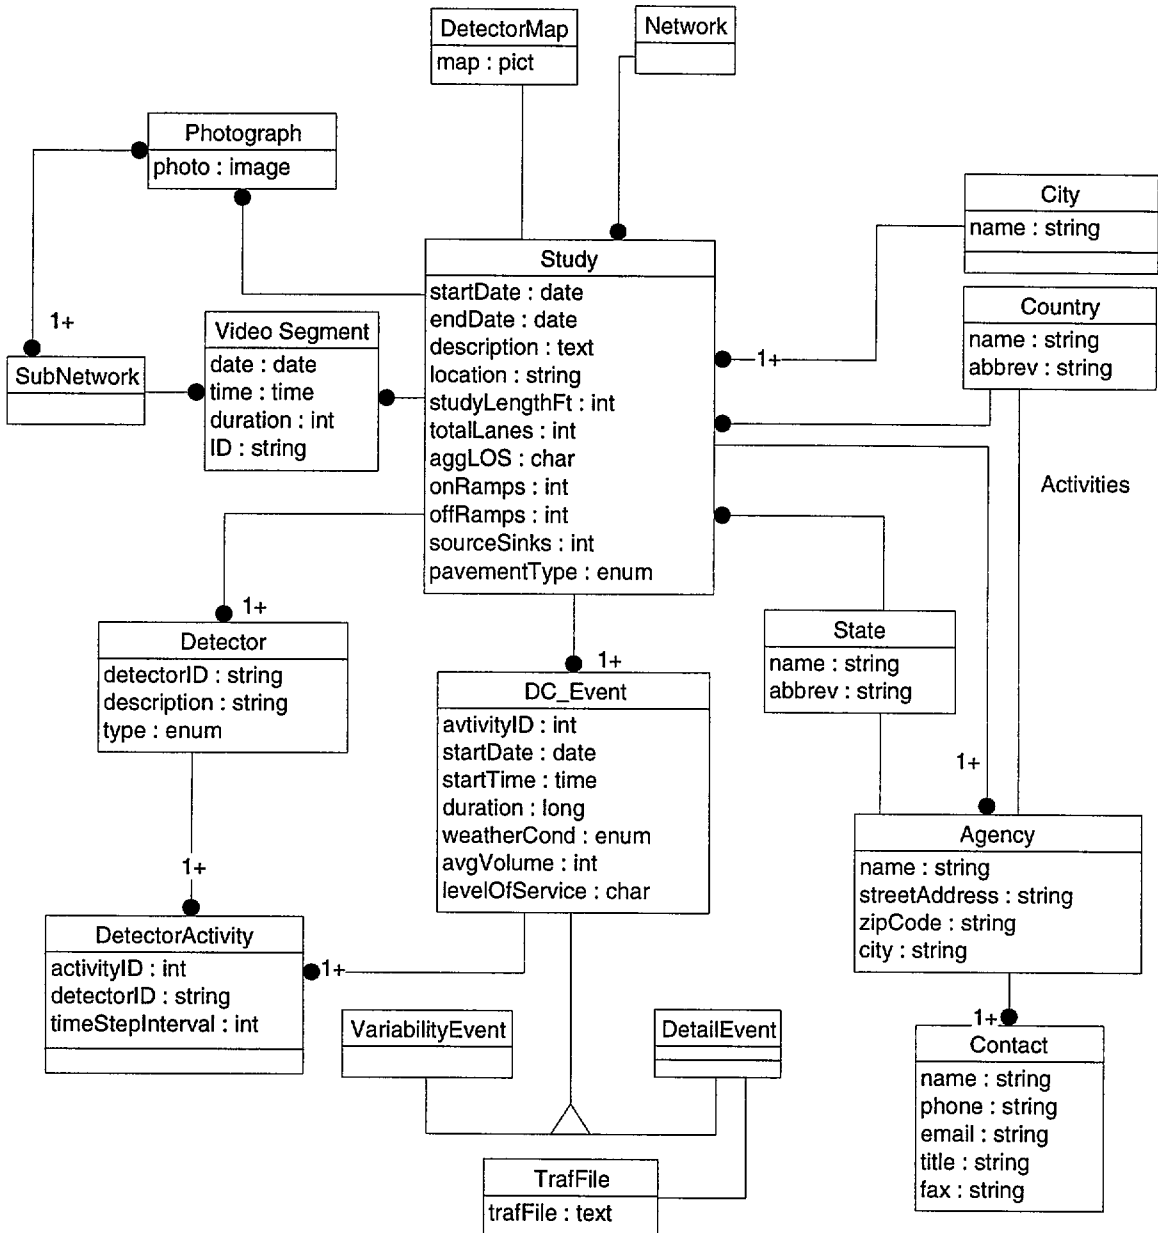 DetectorMap
map : pict
Network
Photograph
photo : image
City
name : string
Study
startDate : date
endDate : date
description : text
location : string
studyLengthFt : int
totalLanes : int
aggLOS : char
onRamps : int
offRamps : int
sourceSinks : int
pavementType : enum
Country
name : string
abbrev : string
1+
SubNetwork
Video Segment
date : date
time : time
duration : int
ID : string
1+
Activities
1+
Detector
detectorID : string
description : string
type : enum
1+
DC_Event
avtivityID : int
startDate : date
startTime : time
duration : long
weatherCond : enum
avgVolume : int
levelOfService : char
State
name : string
abbrev : string
1+
Agency
name : string
streetAddress : string
zipCode : string
city : string
1+
DetectorActivity
activityID : int
detectorID : string
timeStepInterval : int
1+
VariabilityEvent
DetailEvent
1+
Contact
name : string
phone : string
email : string
title : string
fax : string
TrafFile
trafFile : text